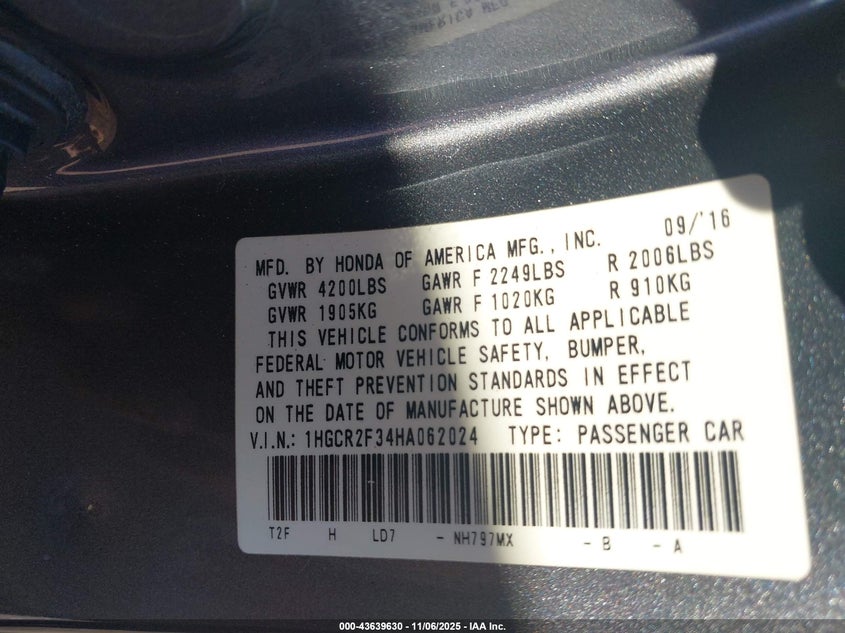 MFD. BY HONDA OF AMERICA MFG., INC. 09/'16
GVWR 4200LBS GAWR F 2249LBS R 2006LBS
GVWR 1905KG GAWR F 1020KG R 910KG
THIS VEHICLE CONFORMS TO ALL APPLICABLE
FEDERAL MOTOR VEHICLE SAFETY, BUMPER,
AND THEFT PREVENTION STANDARDS IN EFFECT
ON THE DATE OF MANUFACTURE SHOWN ABOVE.
V.I.N.: 1HGCR2F34HA062024 TYPE: PASSENGER CAR
T2F H LD7 - NH797MX - B - A
000-43639630 - 11/06/2025 - IAA Inc.